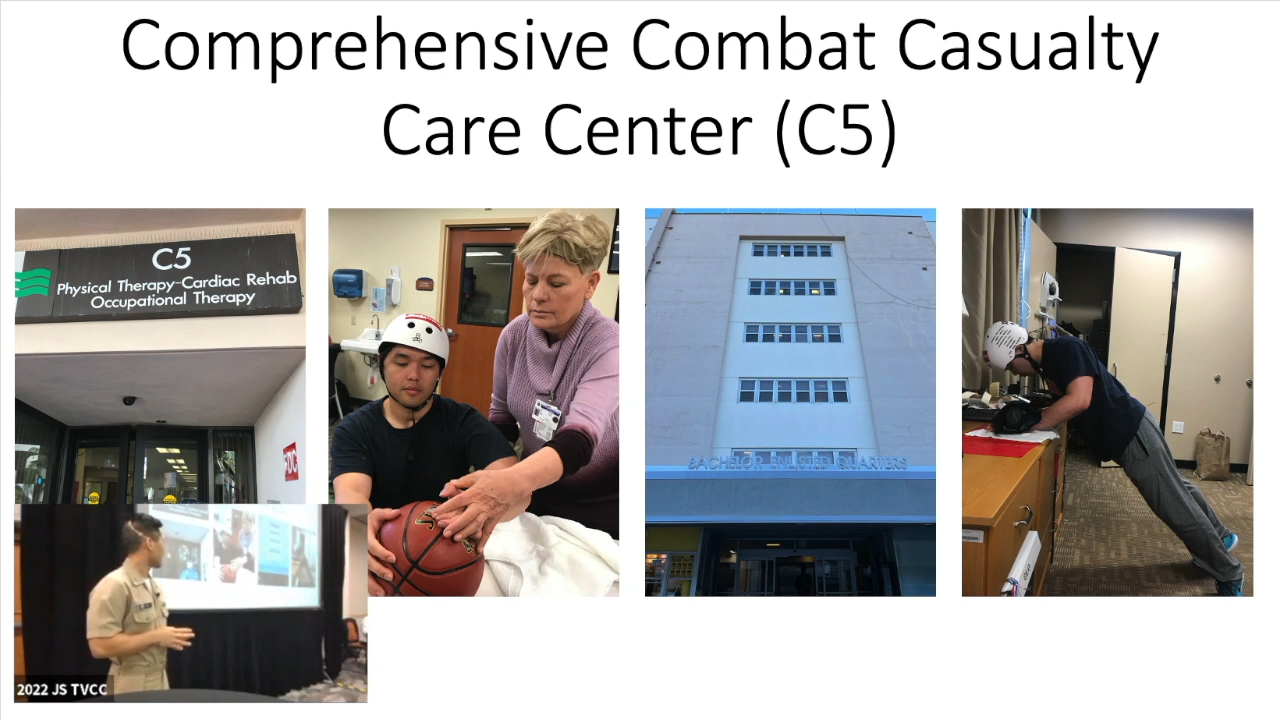 Comprehensive Combat Casualty
Care Center (C5)
C5
Physical Therapy-Cardiac Rehab
Occupational Therapy
BACHELOR ENLISTED QUARTERS
2022 JS TVCC